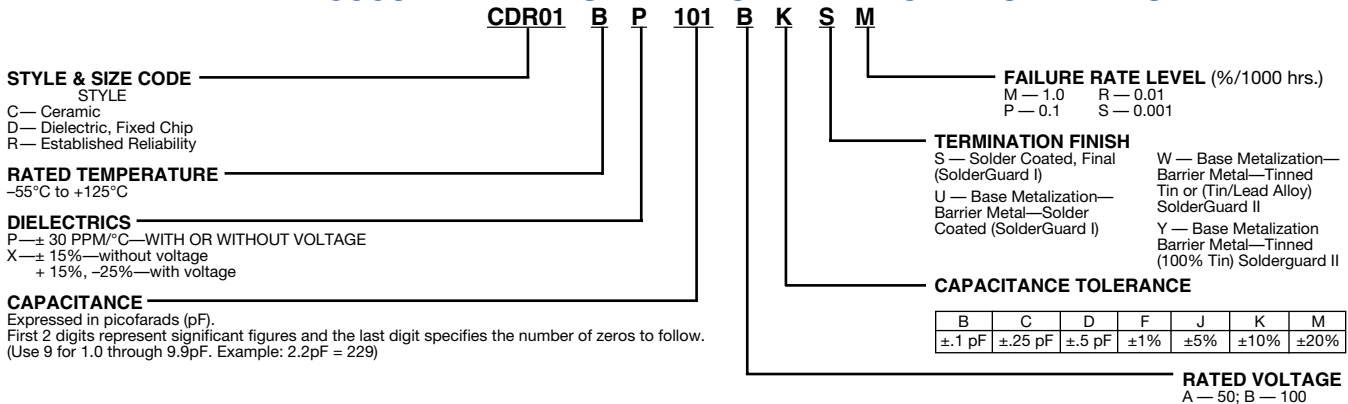 CDR01 B P 101 B K S M
STYLE & SIZE CODE
STYLE
C— Ceramic
D— Dielectric, Fixed Chip
R— Established Reliability
RATED TEMPERATURE
–55°C to +125°C
DIELECTRICS
P—± 30 PPM/°C—WITH OR WITHOUT VOLTAGE
X—± 15%—without voltage
+ 15%, –25%—with voltage
CAPACITANCE
Expressed in picofarads (pF).
First 2 digits represent significant figures and the last digit specifies the number of zeros to follow.
(Use 9 for 1.0 through 9.9pF. Example: 2.2pF = 229)
FAILURE RATE LEVEL (%/1000 hrs.)
M — 1.0 R — 0.01
P — 0.1 S — 0.001
TERMINATION FINISH
S — Solder Coated, Final
(SolderGuard I)
U — Base Metalization—
Barrier Metal—Solder
Coated (SolderGuard I)
W — Base Metalization—
Barrier Metal—Tinned
Tin or (Tin/Lead Alloy)
SolderGuard II
Y — Base Metalization
Barrier Metal—Tinned
(100% Tin) Solderguard II
CAPACITANCE TOLERANCE
B C D F J K M
±.1 pF ±.25 pF ±.5 pF ±1% ±5% ±10% ±20%
RATED VOLTAGE
A — 50; B — 100